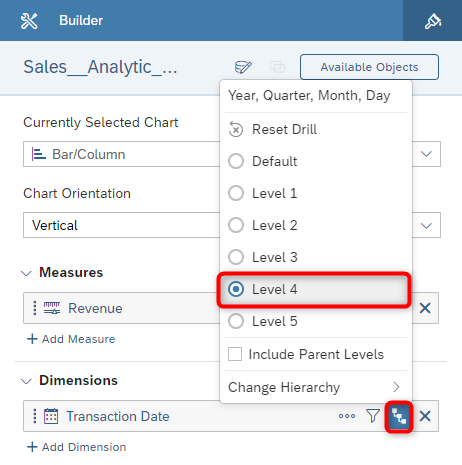 Builder
Sales__Analytic_...
Available Objects
Year, Quarter, Month, Day
Currently Selected Chart
Reset Drill
Bar/Column
Default
Level 1
Chart Orientation
Level 2
Vertical
Level 3
Measures
Level 4
Revenue
Level 5
+ Add Measure
Include Parent Levels
Dimensions
Change Hierarchy
Transaction Date
+ Add Dimension